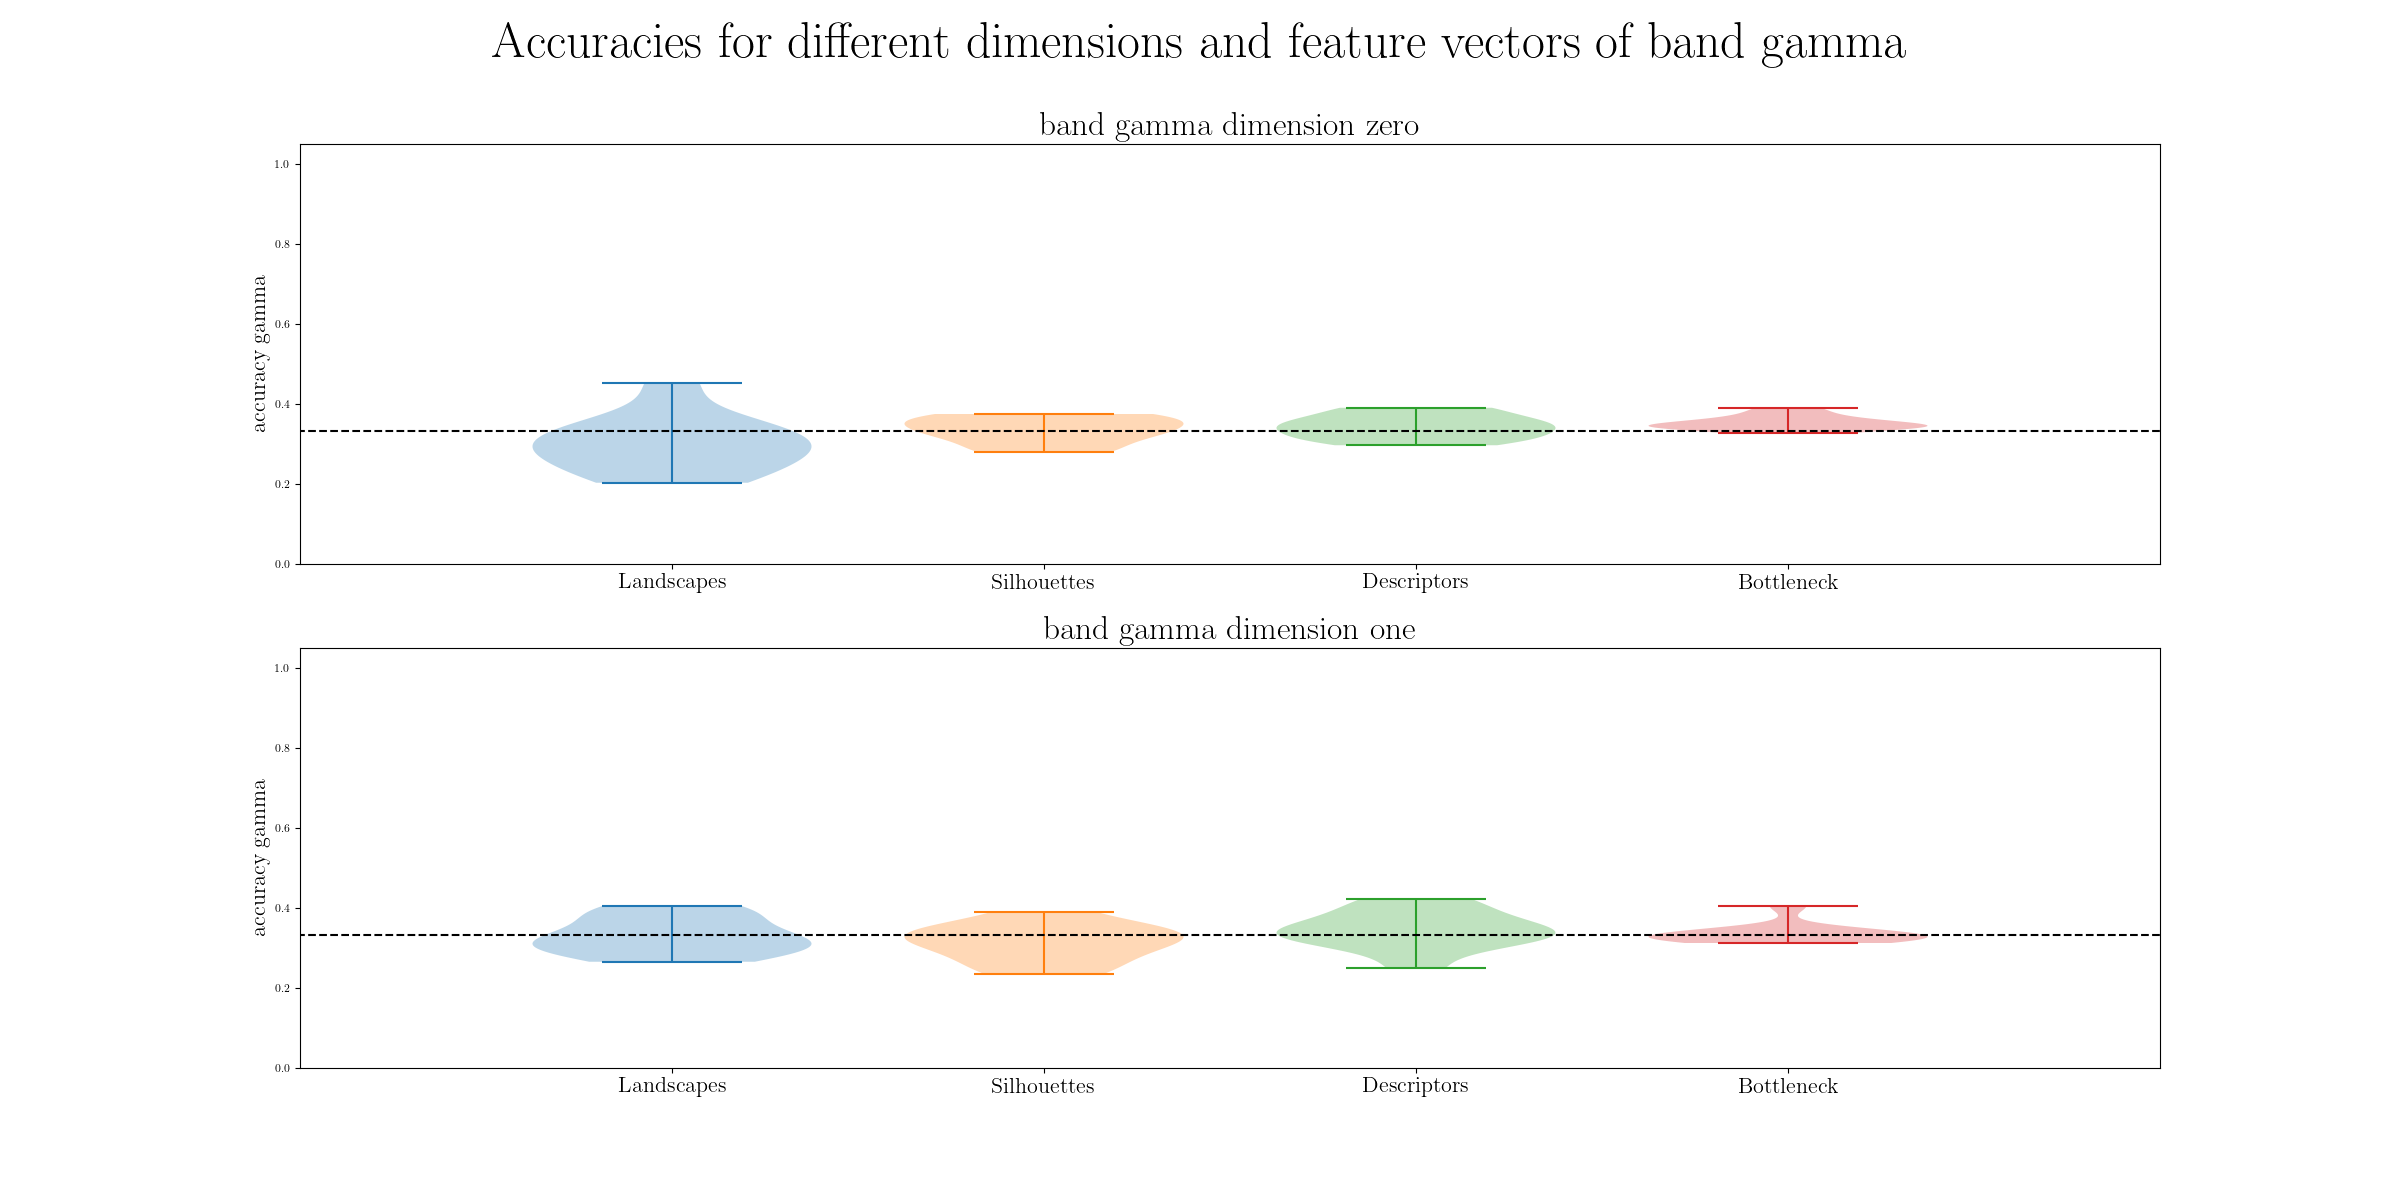 Accuracies for different dimensions and feature vectors of band gamma
band gamma dimension zero
1.0
0.8
0.6
0.4
0.2
0.0
accuracy gamma
Landscapes Silhouettes Descriptors Bottleneck
band gamma dimension one
1.0
0.8
0.6
0.4
0.2
0.0
accuracy gamma
Landscapes Silhouettes Descriptors Bottleneck